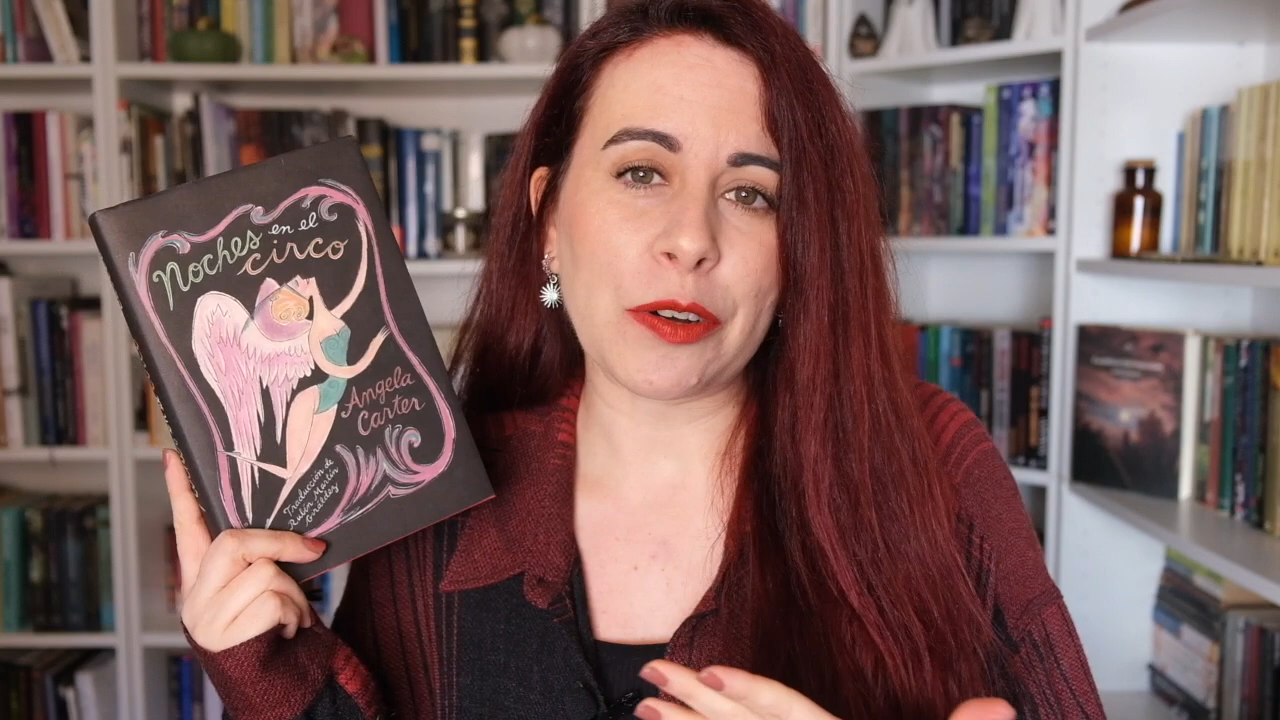 Noches en el
circo
Angela
Carter
Traducción de
Rubén Martín
Giráldez